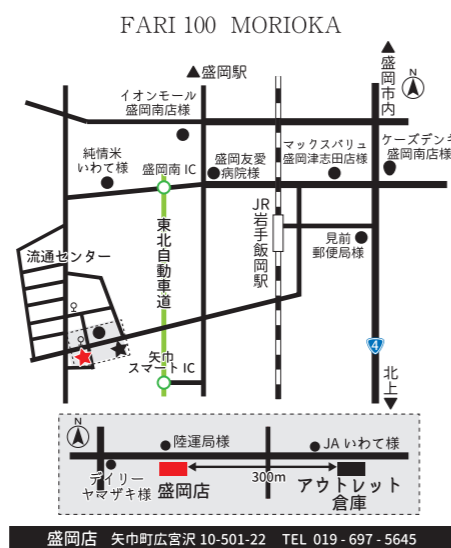 FARI 100 MORIOKA
▲盛岡駅
▲盛岡市内
N
イオンモール
盛岡南店様
純情米
いわて様
盛岡南 IC
盛岡友愛
病院様
マックスバリュ
盛岡津志田店様
ケーズデンキ
盛岡南店様
JR岩手飯岡駅
東北自動車道
流通センター
見前
郵便局様
矢巾
スマート IC
4
北上▼
N
陸運局様
JA いわて様
300m
デイリー
ヤマザキ様
盛岡店
アウトレット
倉庫
盛岡店 矢巾町広宮沢 10-501-22 TEL 019 - 697 - 5645